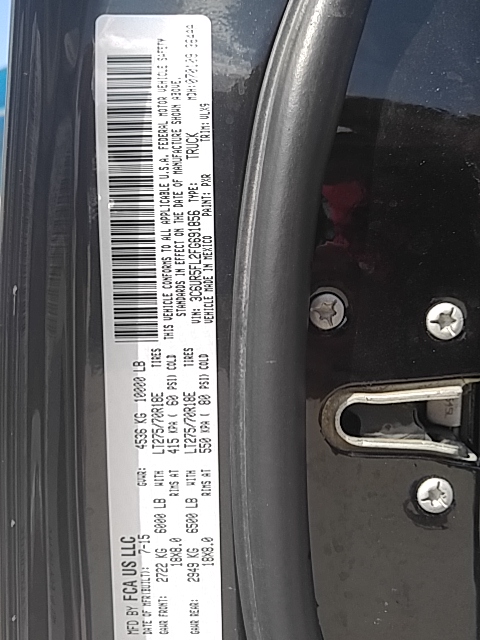 MFD BY FCA US LLC
DATE OF MFR(BUILT): 7-15 GVWR: 4536 KG 10000 LB
GAWR FRONT: 2722 KG 6000 LB WITH LT275/70R18E TIRES
18X8.0 RIMS AT 415 KPA ( 60 PSI) COLD
GAWR REAR: 2949 KG 6500 LB WITH LT275/70R18E TIRES
18X8.0 RIMS AT 550 KPA ( 80 PSI) COLD
THIS VEHICLE CONFORMS TO ALL APPLICABLE U.S.A. FEDERAL MOTOR VEHICLE SAFETY
STANDARDS IN EFFECT ON THE DATE OF MANUFACTURE SHOWN ABOVE.
VIN: 3C6UR5FL2FG691856 TYPE: TRUCK MDH:
VEHICLE MADE IN MEXICO PAINT: PXR TRIM: VLX9